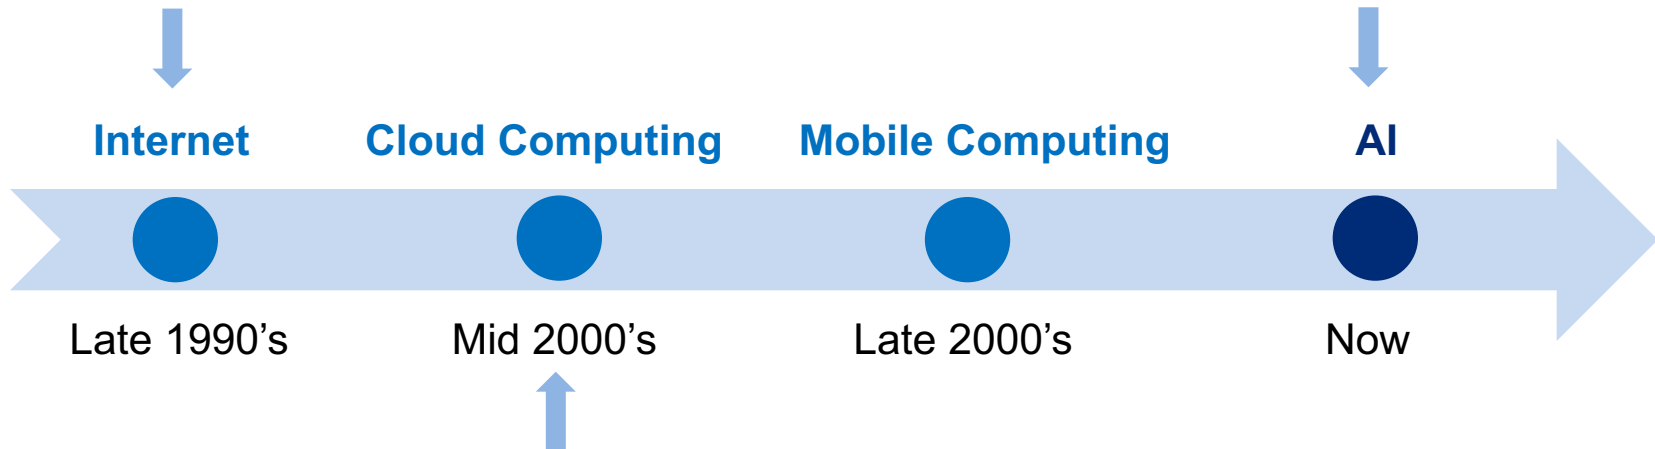 Internet Cloud Computing Mobile Computing AI
Late 1990’s Mid 2000’s Late 2000’s Now